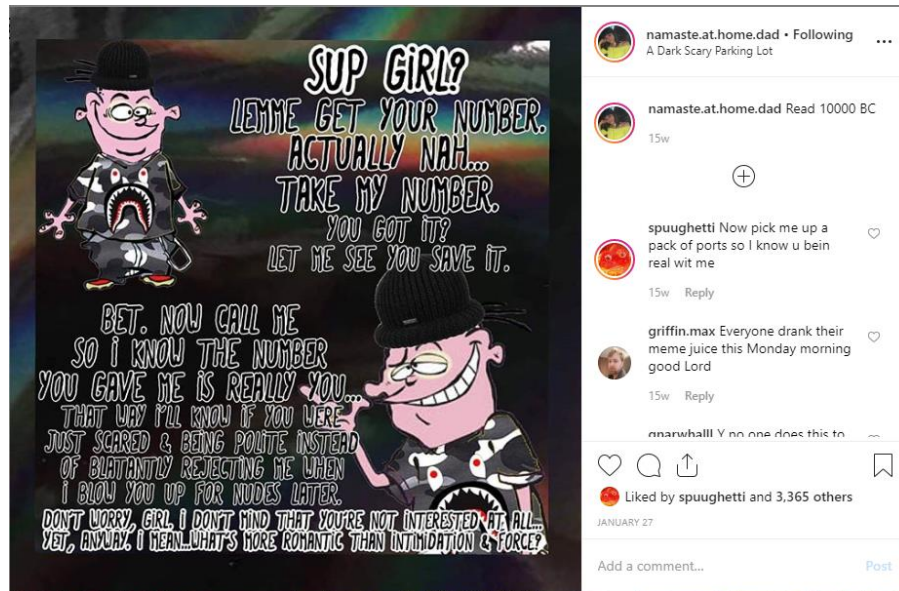 SUP GiRL?
LEMME GET YOUR NUMBER.
ACTUALLY NAH...
TAKE MY NUMBER.
YOU GOT iT?
LET ME SEE YOU SAVE iT.
BET. NOW CALL ME
SO i KNOW THE NUMBER
YOU GAVE ME iS REALLY YOU...
THAT WAY i'LL KNOW iF YOU WERE
JUST SCARED & BEiNG POLiTE iNSTEAD
OF BLATANTLY REJECTiNG ME WHEN
i BLOW YOU UP FOR NUDES LATER.
DON'T WORRY, GiRL, i DON'T MiND THAT YOU'RE NOT iNTERESTED AT ALL...
YET, ANYWAY. i MEAN...WHAT'S MORE ROMANTiC THAN iNTiMiDATiON & FORCE?
namaste.at.home.dad • Following
A Dark Scary Parking Lot
namaste.at.home.dad Read 10000 BC
15w
spuughetti Now pick me up a
pack of ports so I know u bein
real wit me
15w Reply
griffin.max Everyone drank their
meme juice this Monday morning
good Lord
15w Reply
gnarwhalll Y no one does this to
Liked by spuughetti and 3,365 others
JANUARY 27
Add a comment...
Post